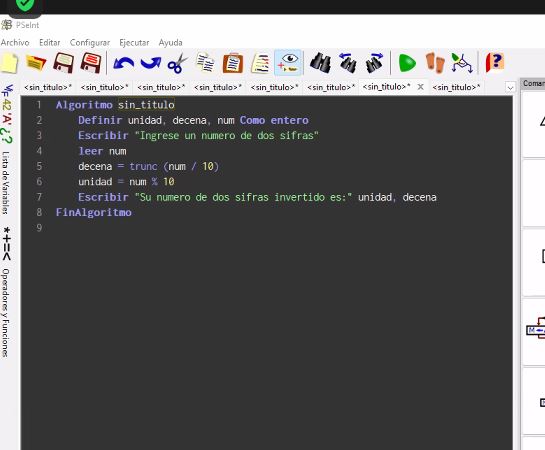 PSeInt
Archivo Editar Configurar Ejecutar Ayuda
<sin_titulo>* <sin_titulo>* <sin_titulo>* <sin_titulo>* <sin_titulo>* <sin_titulo>* <sin_titulo>* X <sin_titulo>*
Comar
1 Algoritmo sin_titulo
2 Definir unidad, decena, num Como entero
3 Escribir "Ingrese un numero de dos sifras"
4 leer num
5 decena = trunc (num / 10)
6 unidad = num % 10
7 Escribir "Su numero de dos sifras invertido es:" unidad, decena
8 FinAlgoritmo
9
42 'A' ¿? Lista de Variables
*+=< Operadores y Funciones